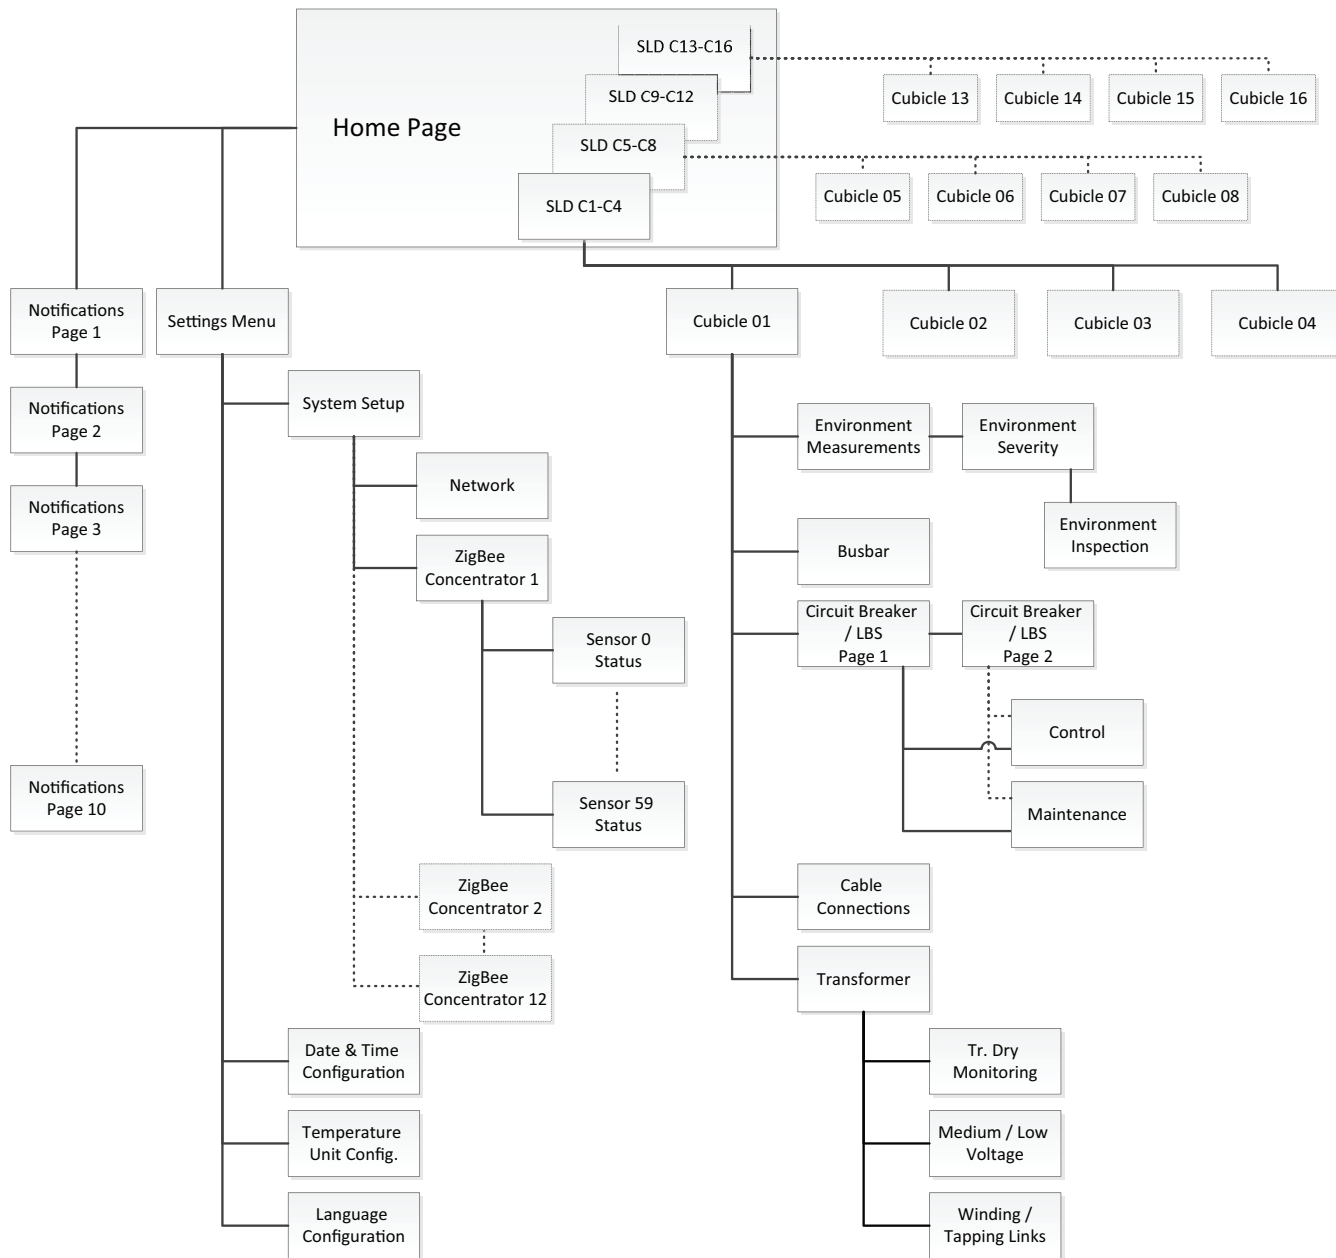 SLD C13-C16
SLD C9-C12
SLD C5-C8
SLD C1-C4
Home Page
Cubicle 13
Cubicle 14
Cubicle 15
Cubicle 16
Cubicle 05
Cubicle 06
Cubicle 07
Cubicle 08
Notifications
Page 1
Settings Menu
Cubicle 01
Cubicle 02
Cubicle 03
Cubicle 04
Notifications
Page 2
System Setup
Environment
Measurements
Environment
Severity
Notifications
Page 3
Network
Environment
Inspection
ZigBee
Concentrator 1
Busbar
Circuit Breaker
/ LBS
Page 1
Circuit Breaker
/ LBS
Page 2
Sensor 0
Status
Control
Notifications
Page 10
Sensor 59
Status
Maintenance
ZigBee
Concentrator 2
Cable
Connections
ZigBee
Concentrator 12
Transformer
Date & Time
Configuration
Tr. Dry
Monitoring
Temperature
Unit Config.
Medium / Low
Voltage
Language
Configuration
Winding /
Tapping Links